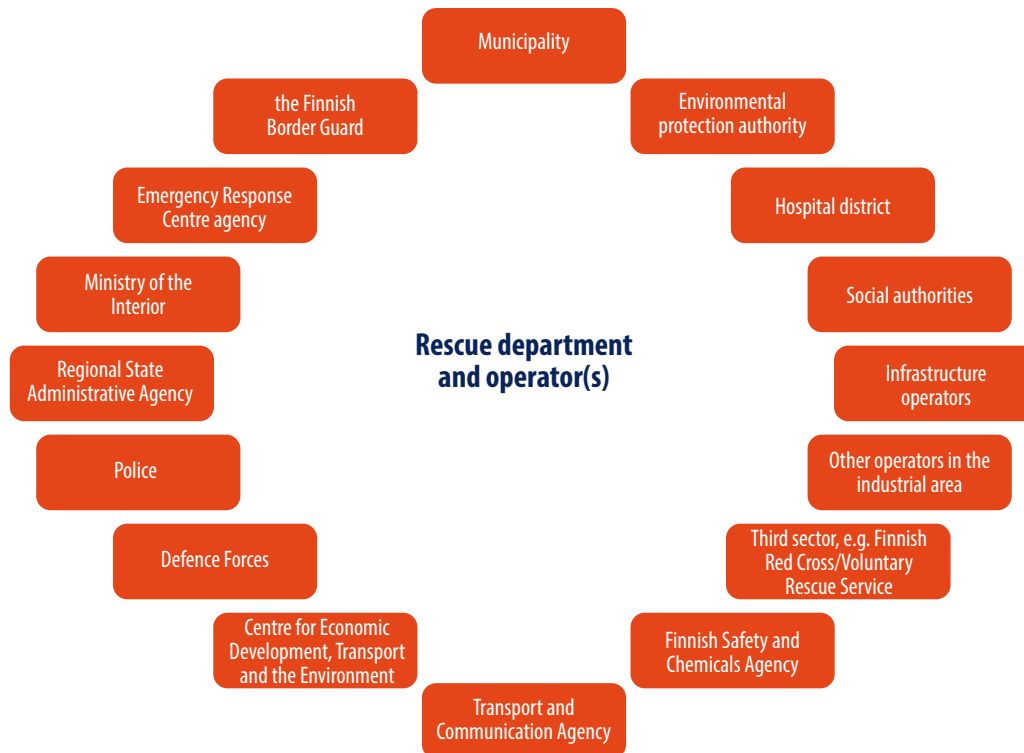 Municipality
the Finnish
Border Guard
Environmental
protection authority
Emergency Response
Centre agency
Hospital district
Ministry of the
Interior
Social authorities
Rescue department
and operator(s)
Regional State
Administrative Agency
Infrastructure
operators
Police
Other operators in the
industrial area
Defence Forces
Third sector, e.g. Finnish
Red Cross/Voluntary
Rescue Service
Centre for Economic
Development, Transport
and the Environment
Finnish Safety and
Chemicals Agency
Transport and
Communication Agency